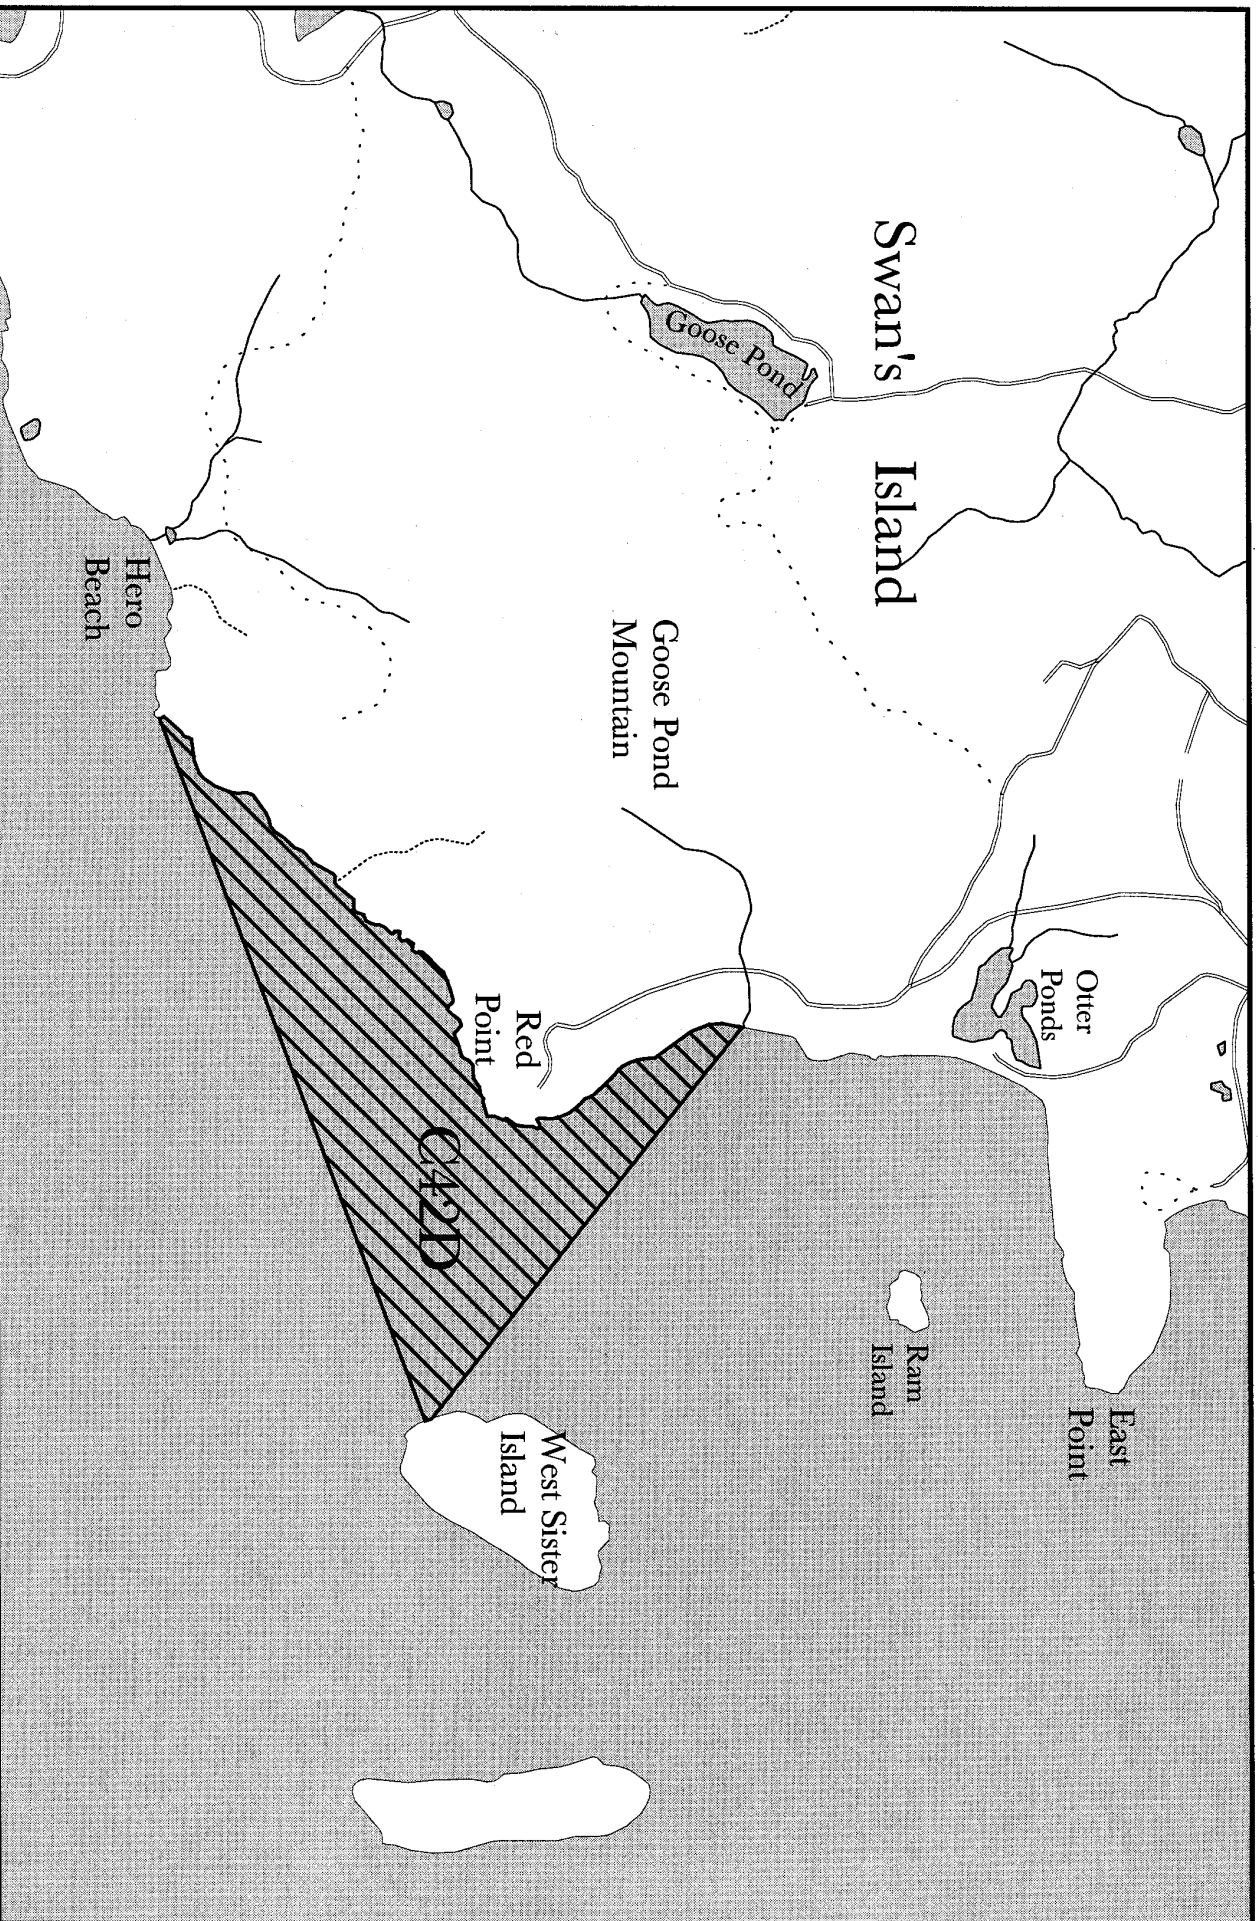 Swan's Island
East
Point
Otter
Ponds
Ram
Island
Goose Pond
Goose Pond
Mountain
West Sister
Island
Red
Point
C42D
Hero
Beach